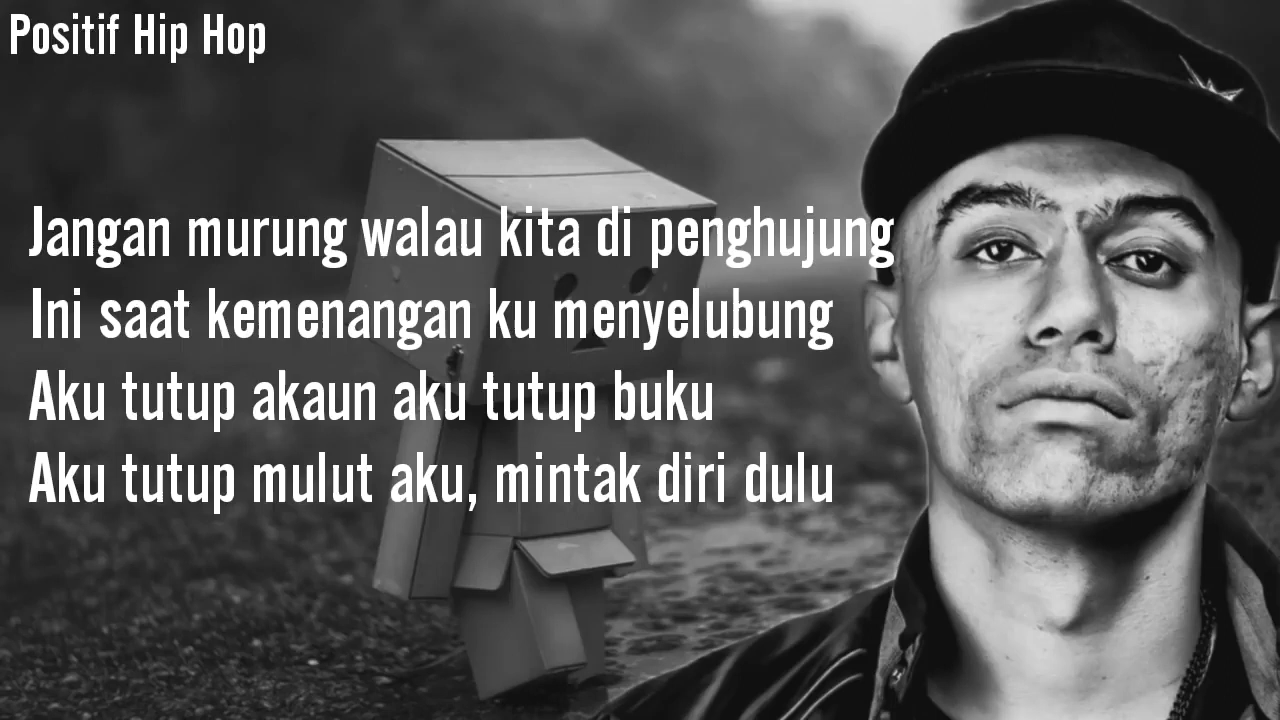 Positif Hip Hop
Jangan murung walau kita di penghujung
Ini saat kemenangan ku menyelubung
Aku tutup akaun aku tutup buku
Aku tutup mulut aku, mintak diri dulu